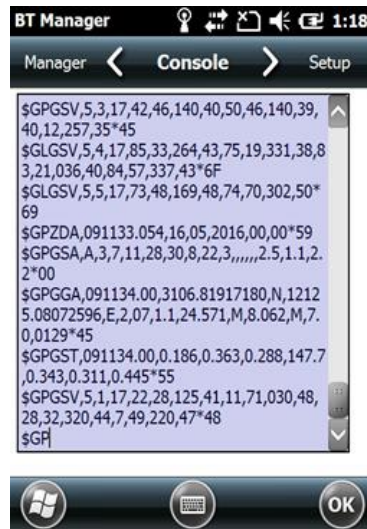 BT Manager 1:18
Manager Console Setup
$GPGSV,5,3,17,42,46,140,40,50,46,140,39,
40,12,257,35*45
$GLGSV,5,4,17,85,33,264,43,75,19,331,38,8
3,21,036,40,84,57,337,43*6F
$GLGSV,5,5,17,73,48,169,48,74,70,302,50*
69
$GPZDA,091133.054,16,05,2016,00,00*59
$GPGSA,A,3,7,11,28,30,8,22,3,,,,,,2.5,1.1,2.
2*00
$GPGGA,091134.00,3106.81917180,N,1212
5.08072596,E,2,07,1.1,24.571,M,8.062,M,7.
0,0129*45
$GPGST,091134.00,0.186,0.363,0.288,147.7
,0.343,0.311,0.445*55
$GPGSV,5,1,17,22,28,125,41,11,71,030,48,
28,32,320,44,7,49,220,47*48
$GP
OK